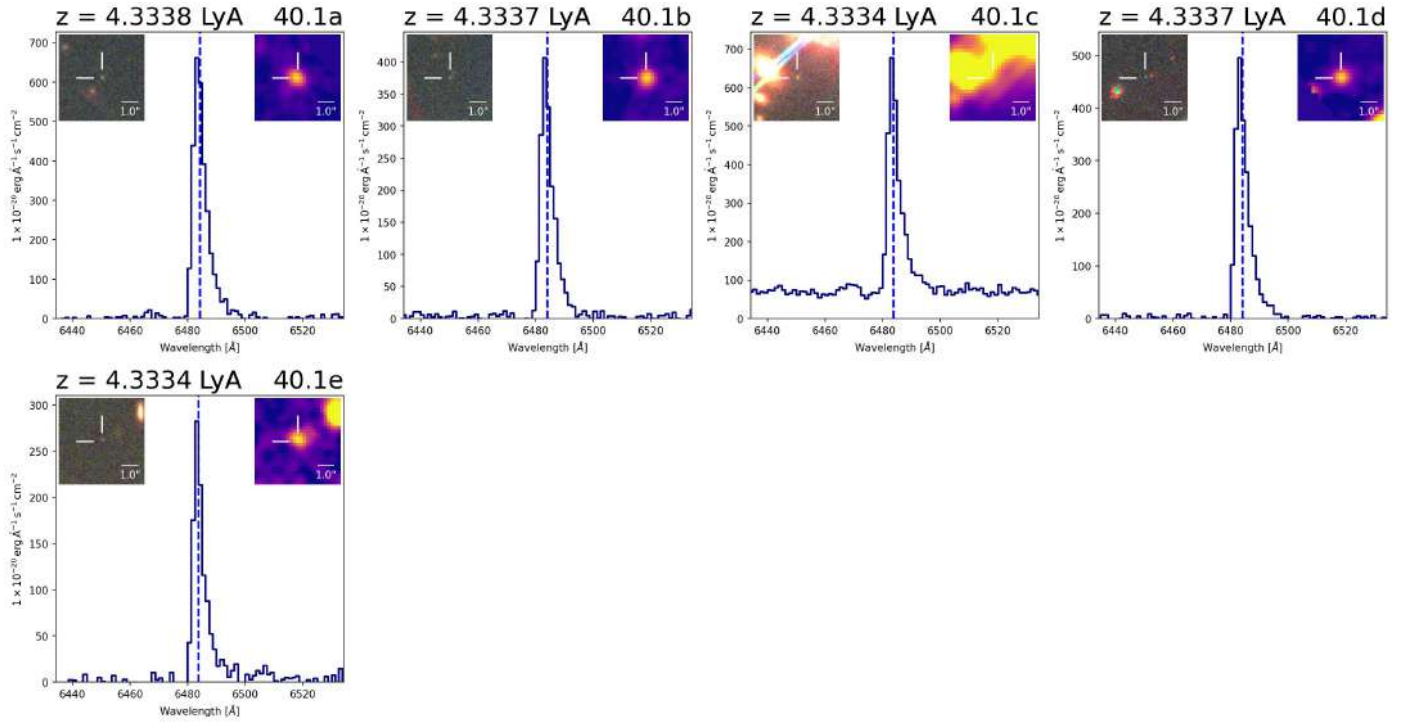 z = 4.3338 LyA 40.1a
z = 4.3337 LyA 40.1b
z = 4.3334 LyA 40.1c
z = 4.3337 LyA 40.1d
700
600
500
400
300
200
100
0
1 × 10⁻²⁰ erg Å⁻¹ s⁻¹ cm⁻²
1.0"
1.0"
6440 6460 6480 6500 6520
Wavelength [Å]
400
350
300
250
200
150
100
50
0
1 × 10⁻²⁰ erg Å⁻¹ s⁻¹ cm⁻²
1.0"
1.0"
6440 6460 6480 6500 6520
Wavelength [Å]
700
600
500
400
300
200
100
0
1 × 10⁻²⁰ erg Å⁻¹ s⁻¹ cm⁻²
1.0"
1.0"
6440 6460 6480 6500 6520
Wavelength [Å]
500
400
300
200
100
0
1 × 10⁻²⁰ erg Å⁻¹ s⁻¹ cm⁻²
1.0"
1.0"
6440 6460 6480 6500 6520
Wavelength [Å]
z = 4.3334 LyA 40.1e
300
250
200
150
100
50
0
1 × 10⁻²⁰ erg Å⁻¹ s⁻¹ cm⁻²
1.0"
1.0"
6440 6460 6480 6500 6520
Wavelength [Å]